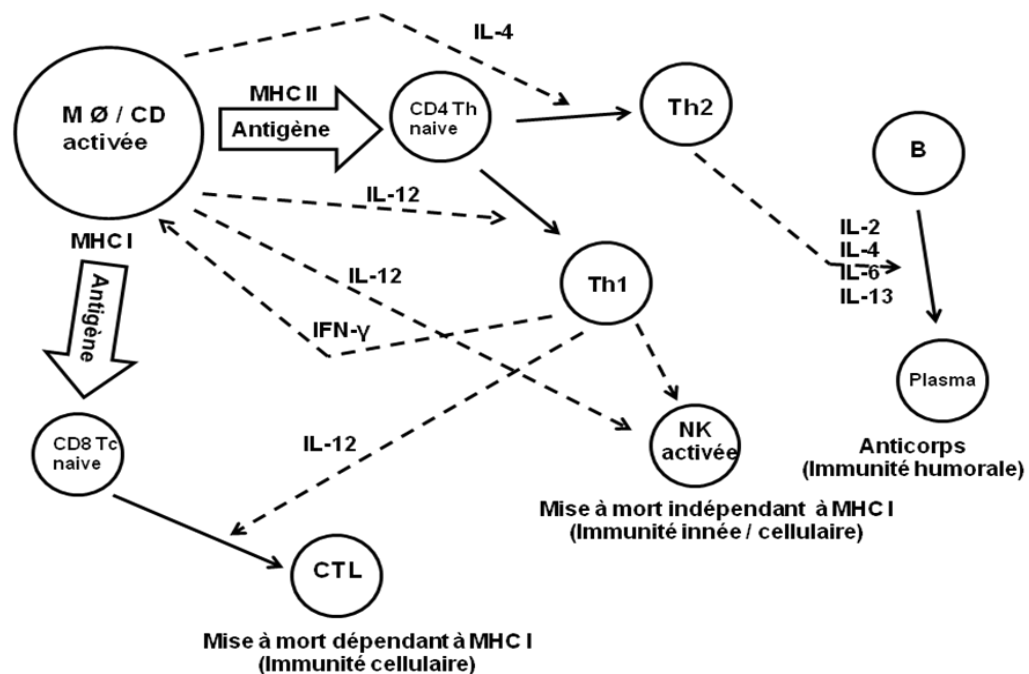 IL-4
M Ø / CD
activée
MHC II
Antigène
CD4 Th
naive
Th2
B
IL-12
MHC I
Antigène
IL-12
Th1
IL-2
IL-4
IL-6
IL-13
IFN-γ
Plasma
CD8 Tc
naive
IL-12
NK
activée
Anticorps
(Immunité humorale)
Mise à mort indépendant à MHC I
(Immunité innée / cellulaire)
CTL
Mise à mort dépendant à MHC I
(Immunité cellulaire)